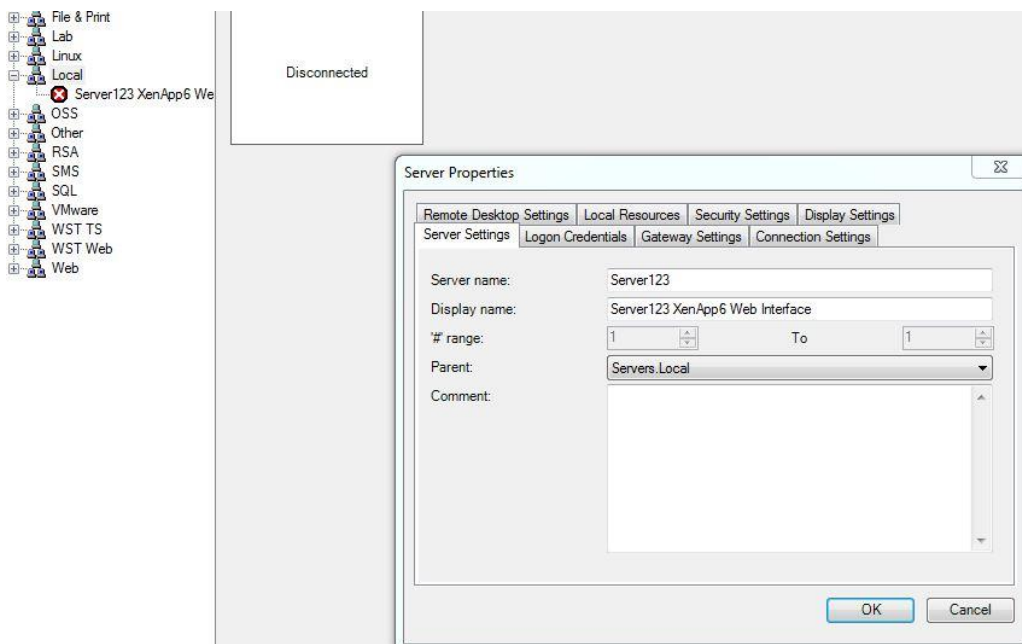 File & Print
Lab
Linux
Local
Server123 XenApp6 We
OSS
Other
RSA
SMS
SQL
VMware
WST TS
WST Web
Web
Disconnected
Server Properties
Remote Desktop Settings Local Resources Security Settings Display Settings
Server Settings Logon Credentials Gateway Settings Connection Settings
Server name: Server123
Display name: Server123 XenApp6 Web Interface
'#' range: 1 To 1
Parent: Servers.Local
Comment:
OK Cancel